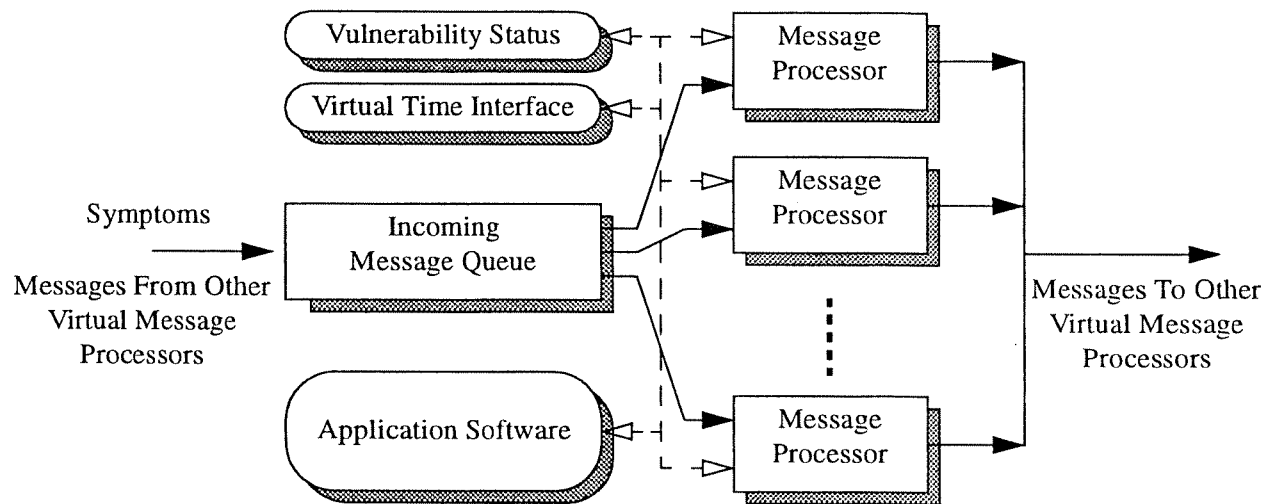 Vulnerability Status
Virtual Time Interface
Symptoms
Messages From Other
Virtual Message
Processors
Incoming
Message Queue
Application Software
Message
Processor
Message
Processor
Message
Processor
Messages To Other
Virtual Message
Processors